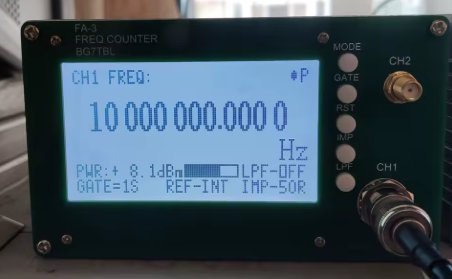 FA-3
FREQ COUNTER
BG7TBL
MODE
GATE
RST
IMP
LPF
CH2
CH1
CH1 FREQ: *P
10 000 000.000 0
Hz
PWR:+ 8.1dBm LPF-OFF
GATE=1S REF-INT IMP-50R